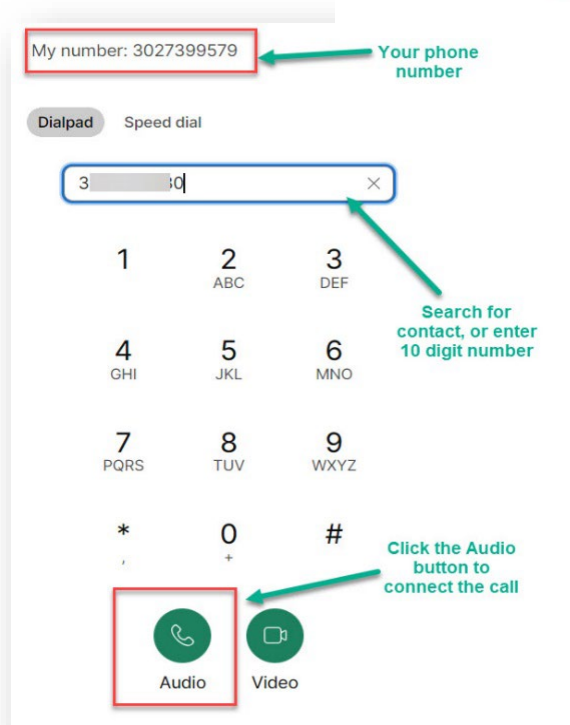 My number: 3027399579
Your phone
number
Dialpad Speed dial
3 0
Search for
contact, or enter
10 digit number
1 2 3
ABC DEF
4 5 6
GHI JKL MNO
7 8 9
PQRS TUV WXYZ
* 0 #
, +
Click the Audio
button to
connect the call
Audio Video